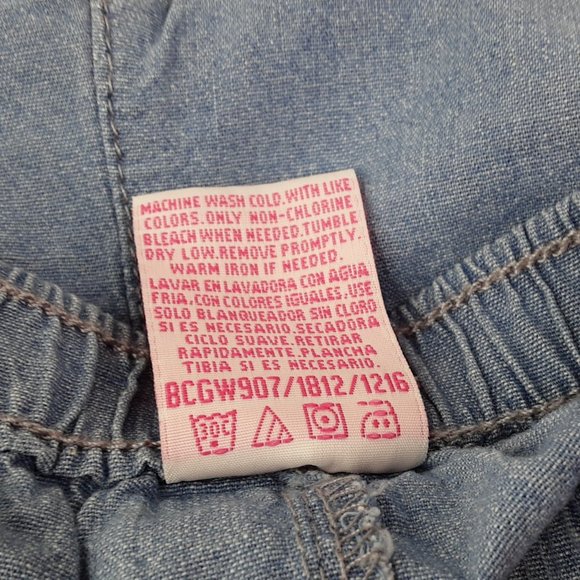 MACHINE WASH COLD.WITH LIKE
COLORS.ONLY NON-CHLORINE
BLEACH WHEN NEEDED.TUMBLE
DRY LOW.REMOVE PROMPTLY.
WARM IRON IF NEEDED.
LAVAR EN LAVADORA CON AGUA
FRIA,CON COLORES IGUALES.USE
SOLO BLANQUEADOR SIN CLORO
SI ES NECESARIO.SECADORA
CICLO SUAVE.RETIRAR
RAPIDAMENTE.PLANCHA
TIBIA SI ES NECESARIO.
BCGW907/1812/1216
30C